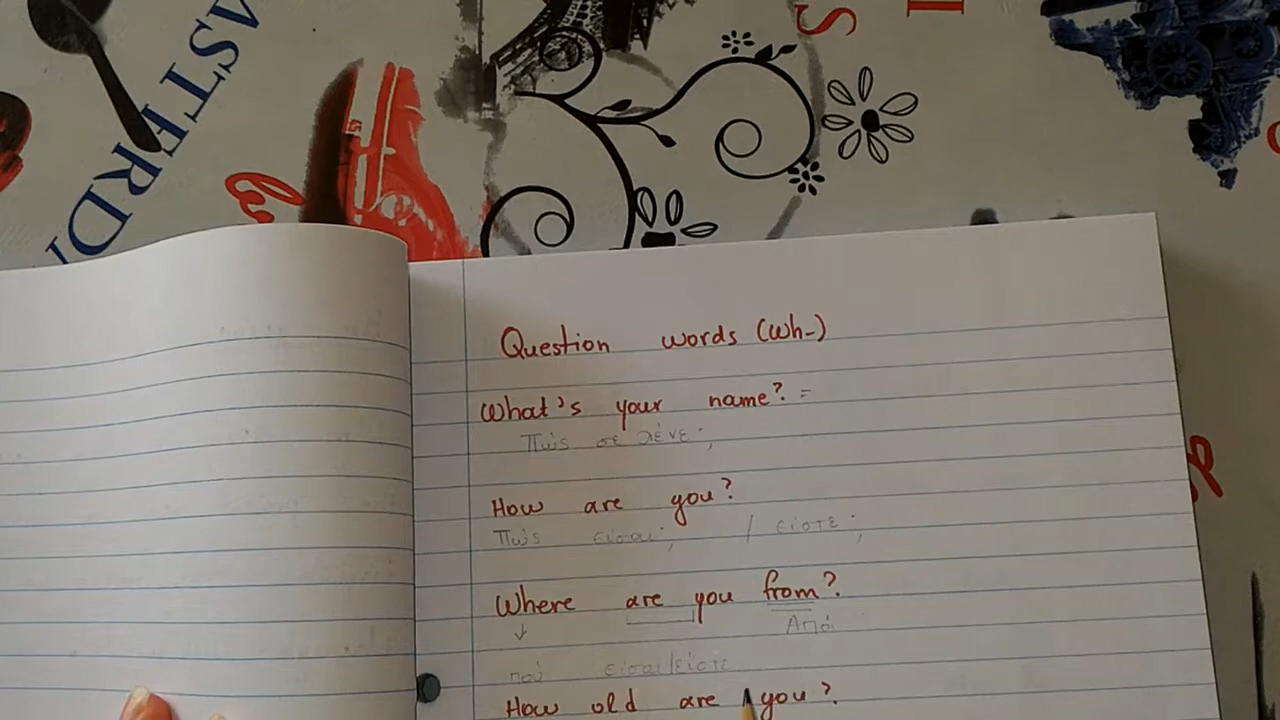 ASTERDI
S
Question words (wh-)
What's your name? =
Πώς σε λένε;
How are you?
Πώς είσαι; / είστε;
Where are you from?
↓ Από
πού είσαι/είστε
How old are you?